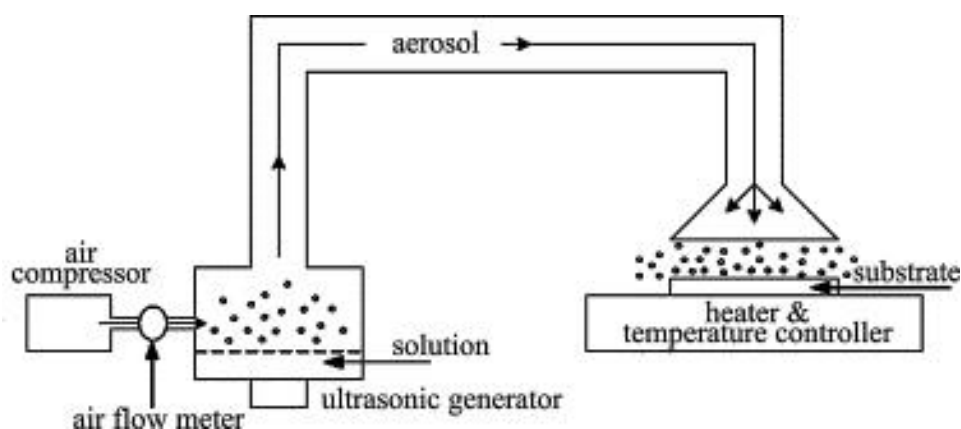 aerosol
air
compressor
substrate
heater &
temperature controller
solution
ultrasonic generator
air flow meter